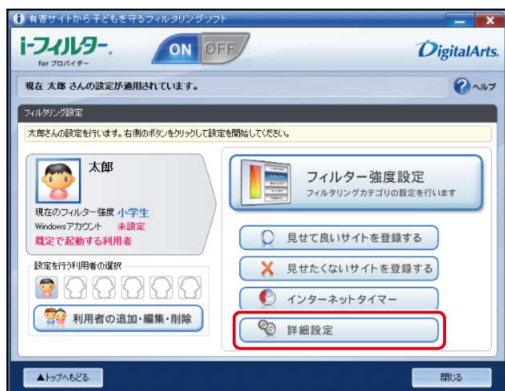 有害サイトから子どもを守るフィルタリングソフト
i-フィルター.
for プロバイダー
ON OFF
DigitalArts.
現在 太郎 さんの設定が適用されています。
ヘルプ
フィルタリング設定
太郎さんの設定を行います。右側のボタンをクリックして設定を開始してください。
太郎
現在のフィルター強度 小学生
Windowsアカウント 未設定
既定で起動する利用者
設定を行う利用者の選択
利用者の追加・編集・削除
フィルター強度設定
フィルタリングカテゴリの設定を行います
見せて良いサイトを登録する
見せたくないサイトを登録する
インターネットタイマー
詳細設定
▲トップへもどる
閉じる